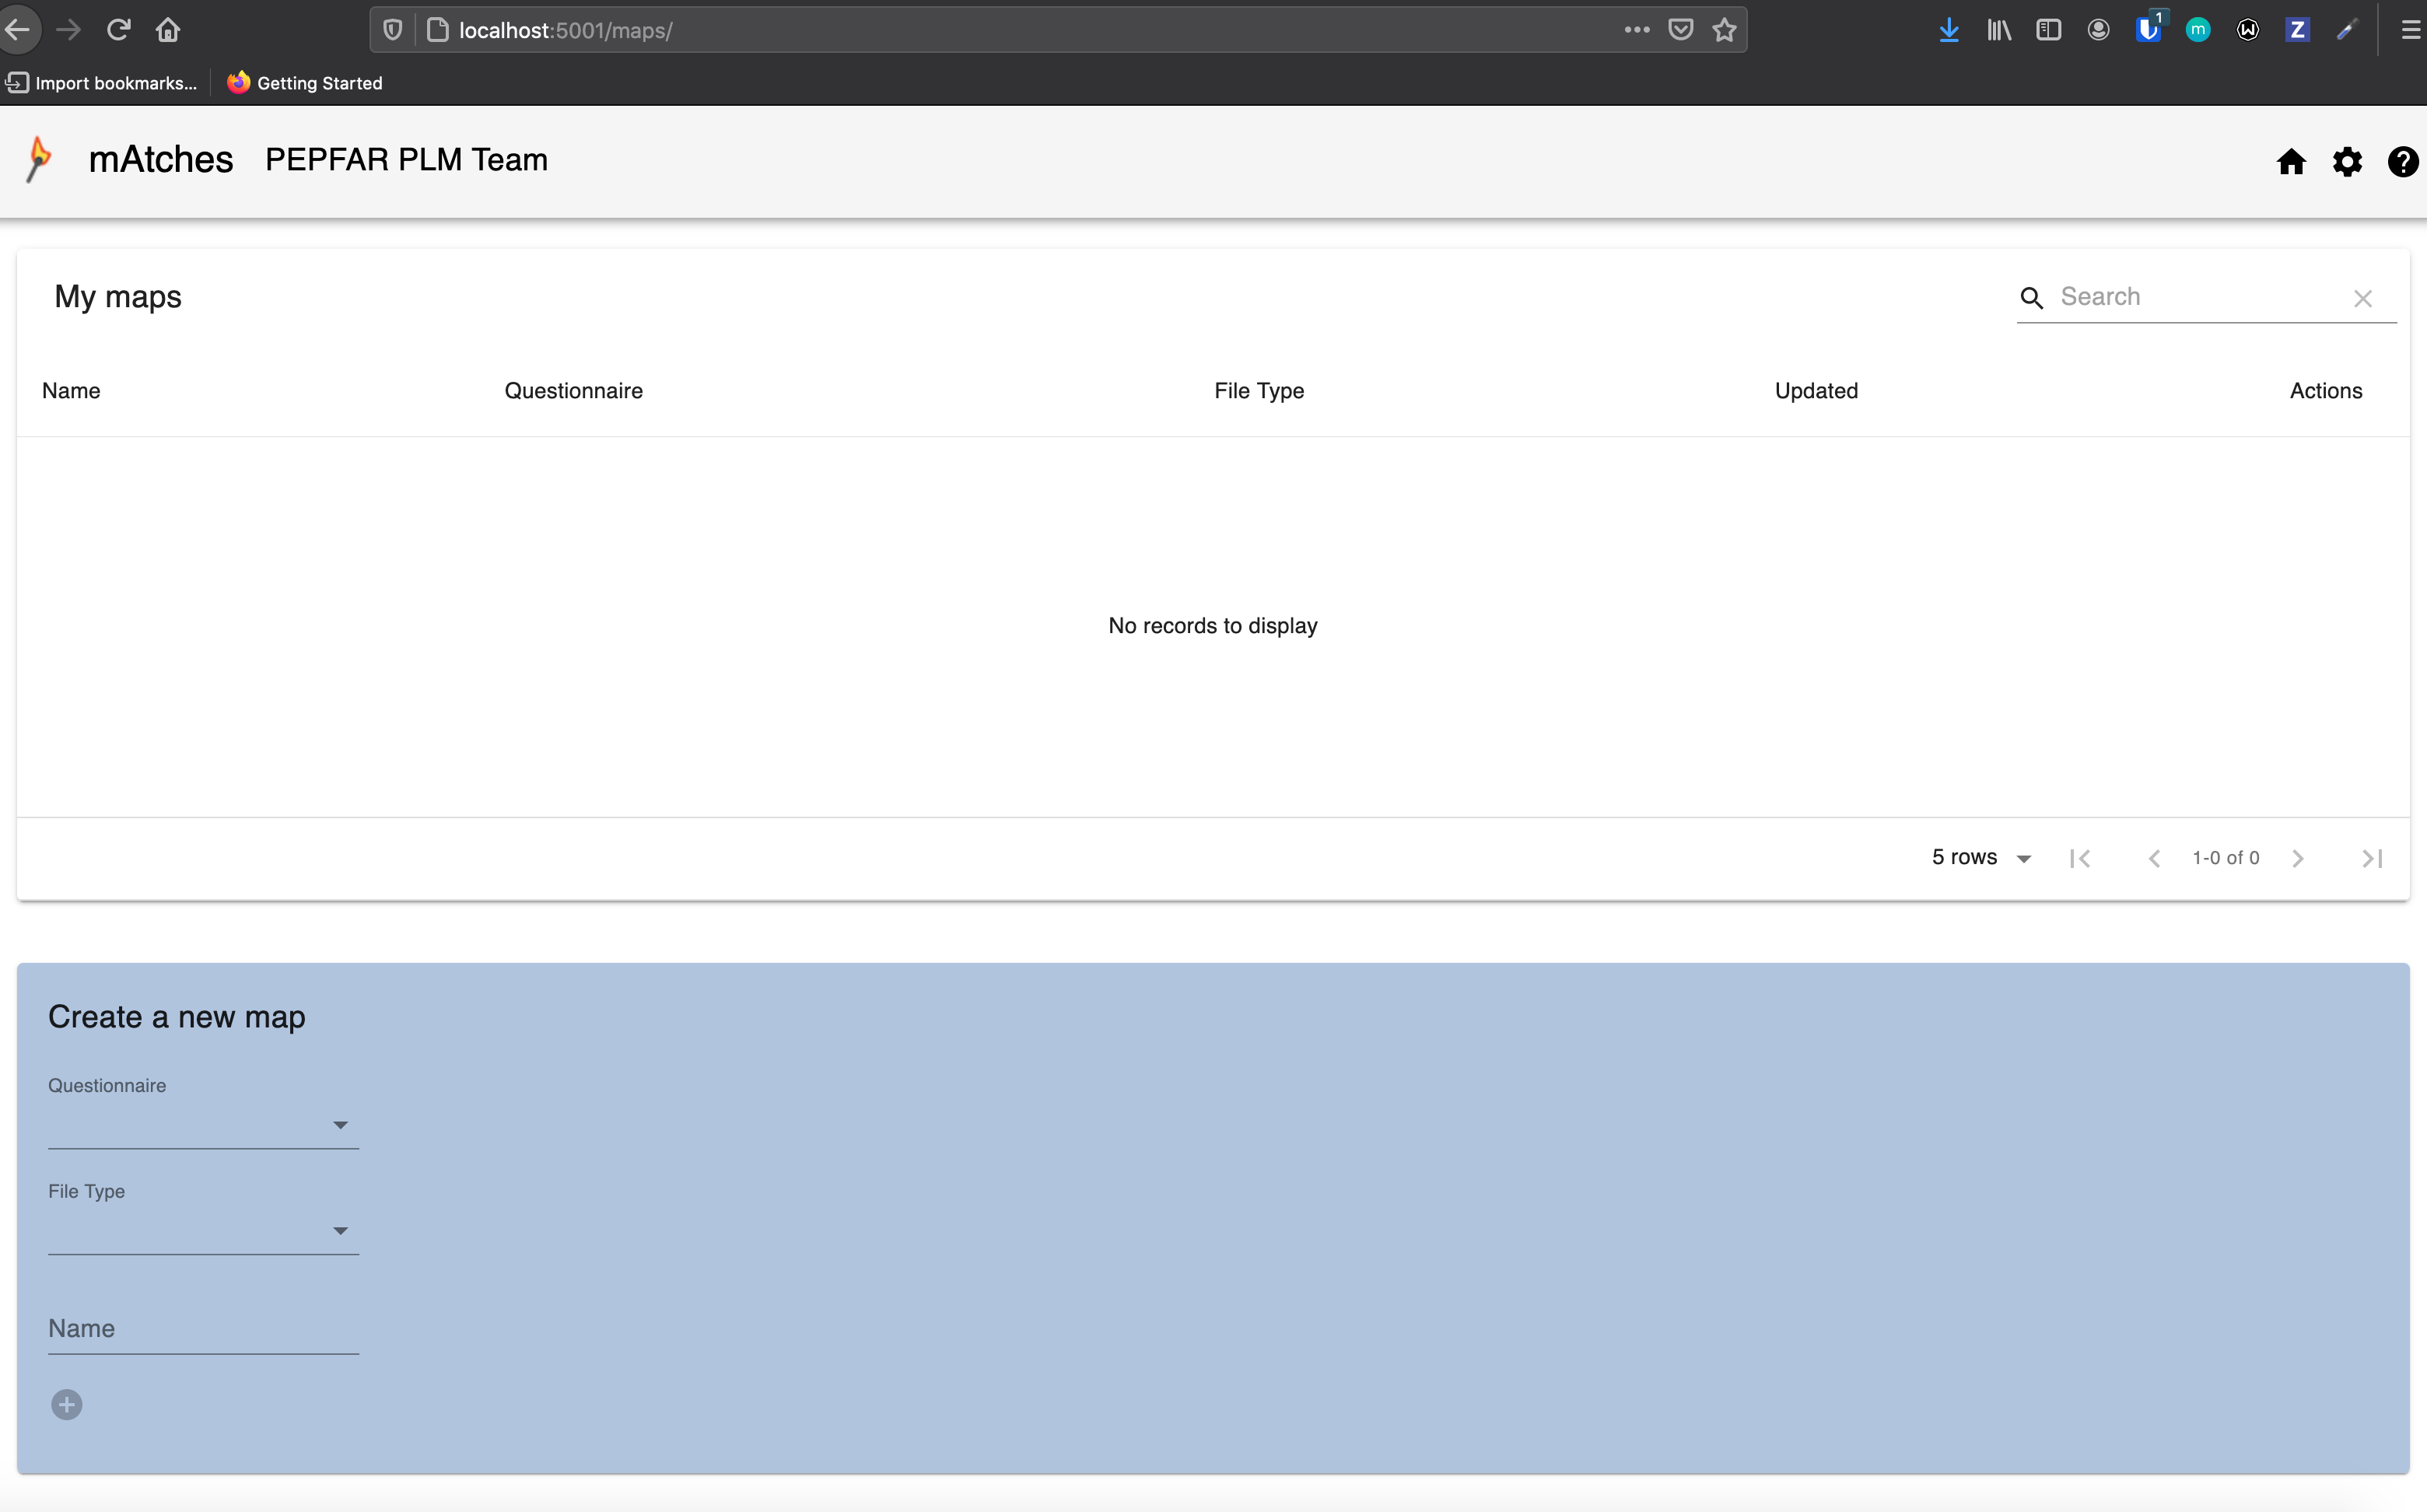 localhost:5001/maps/
1
m
W
Z
Import bookmarks...
Getting Started
mAtches PEPFAR PLM Team
My maps
Search
Name Questionnaire File Type Updated Actions
No records to display
5 rows 1-0 of 0
Create a new map
Questionnaire
File Type
Name